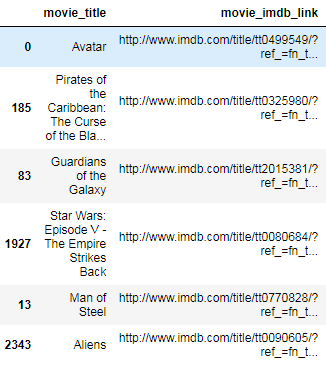 movie_title movie_imdb_link
0 Avatar http://www.imdb.com/title/tt0499549/?
ref_=fn_t...
Pirates of
the
185 Caribbean: http://www.imdb.com/title/tt0325980/?
The Curse ref_=fn_t...
of the Bla...
Guardians
83 of the http://www.imdb.com/title/tt2015381/?
Galaxy ref_=fn_t...
Star Wars:
Episode V -
1927 The Empire http://www.imdb.com/title/tt0080684/?
Strikes ref_=fn_t...
Back
13 Man of http://www.imdb.com/title/tt0770828/?
Steel ref_=fn_t...
2343 Aliens http://www.imdb.com/title/tt0090605/?
ref_=fn_t...